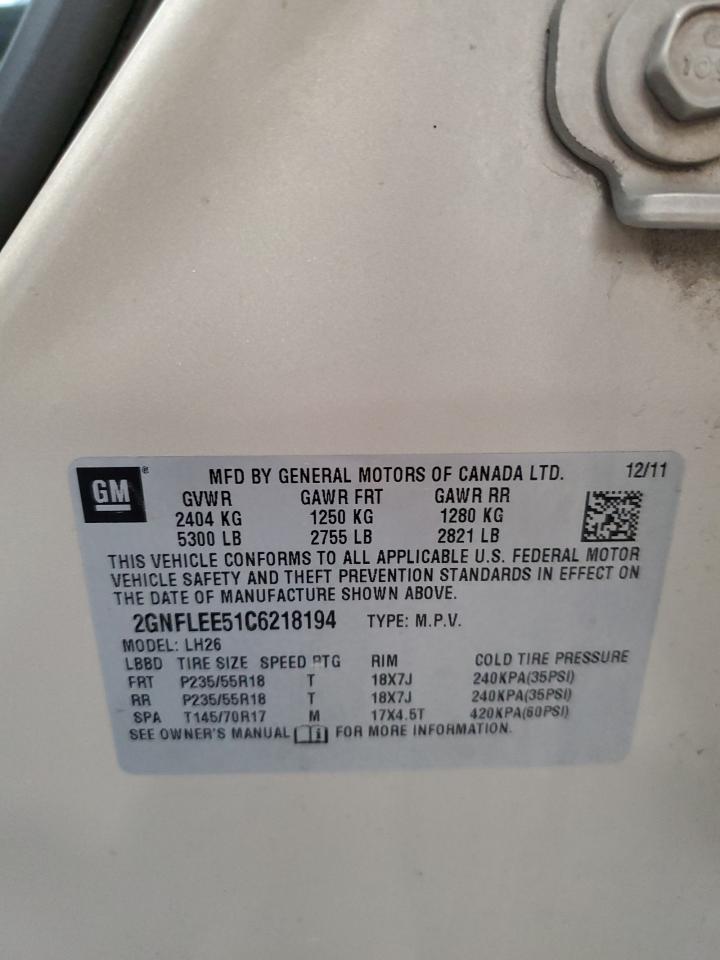 GM® MFD BY GENERAL MOTORS OF CANADA LTD. 12/11
GVWR GAWR FRT GAWR RR
2404 KG 1250 KG 1280 KG
5300 LB 2755 LB 2821 LB
THIS VEHICLE CONFORMS TO ALL APPLICABLE U.S. FEDERAL MOTOR
VEHICLE SAFETY AND THEFT PREVENTION STANDARDS IN EFFECT ON
THE DATE OF MANUFACTURE SHOWN ABOVE.
2GNFLEE51C6218194 TYPE: M.P.V.
MODEL: LH26
LBBD TIRE SIZE SPEED RTG RIM COLD TIRE PRESSURE
FRT P235/55R18 T 18X7J 240KPA(35PSI)
RR P235/55R18 T 18X7J 240KPA(35PSI)
SPA T145/70R17 M 17X4.5T 420KPA(60PSI)
SEE OWNER'S MANUAL FOR MORE INFORMATION.